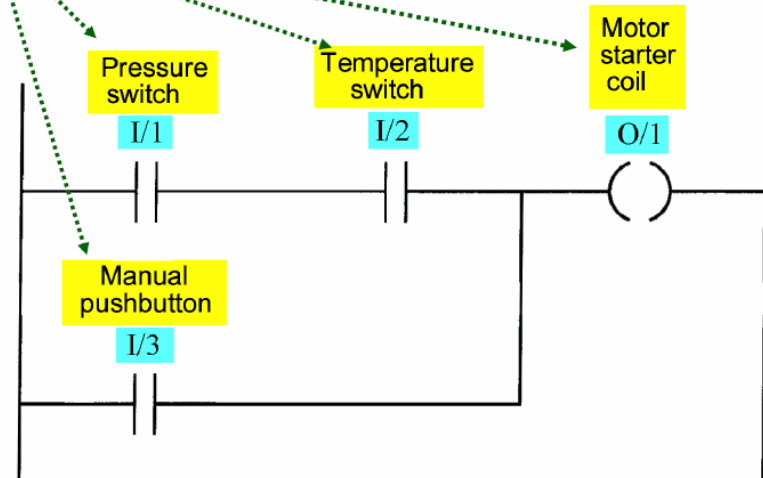 Motor
starter
coil
Pressure
switch
Temperature
switch
I/1
I/2
O/1
Manual
pushbutton
I/3